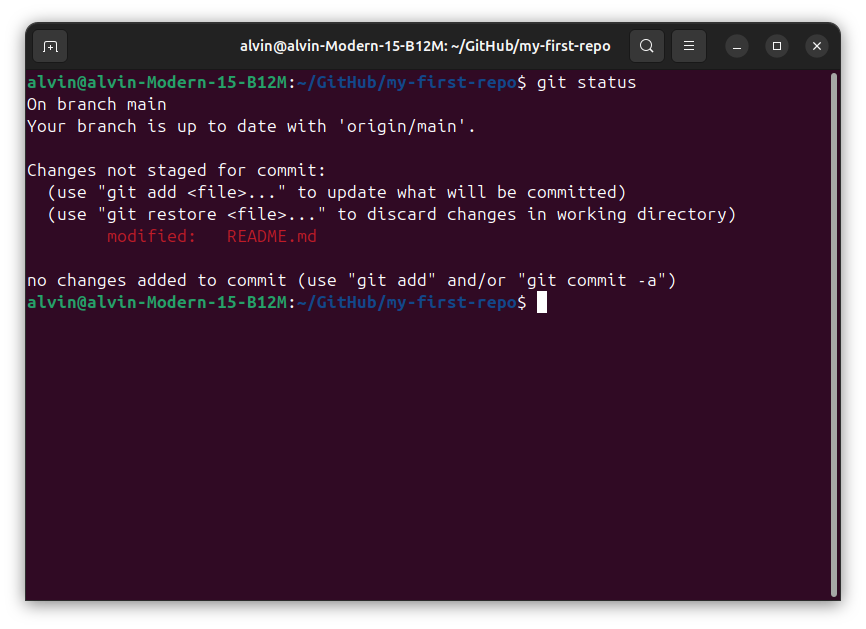 alvin@alvin-Modern-15-B12M: ~/GitHub/my-first-repo
alvin@alvin-Modern-15-B12M:~/GitHub/my-first-repo$ git status
On branch main
Your branch is up to date with 'origin/main'.
Changes not staged for commit:
  (use "git add <file>..." to update what will be committed)
  (use "git restore <file>..." to discard changes in working directory)
        modified:   README.md
no changes added to commit (use "git add" and/or "git commit -a")
alvin@alvin-Modern-15-B12M:~/GitHub/my-first-repo$